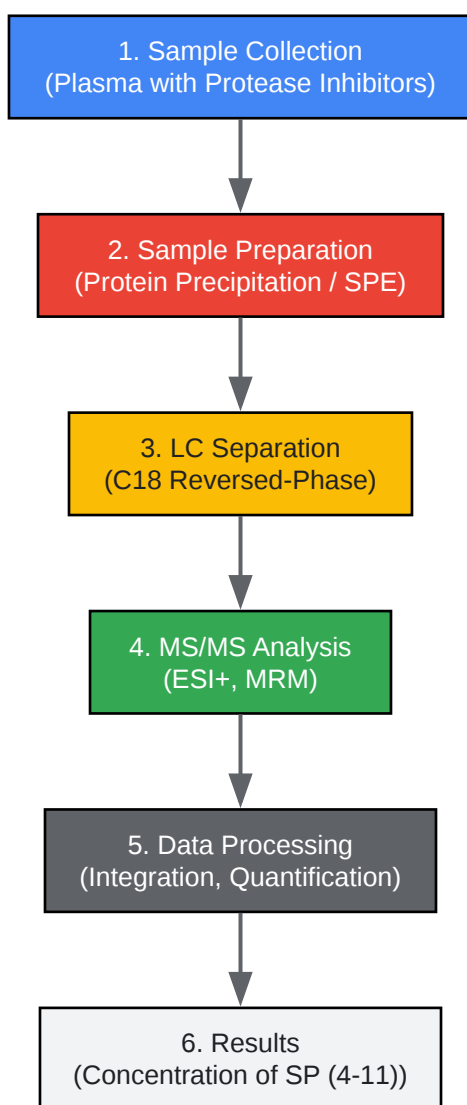 1. Sample Collection
(Plasma with Protease Inhibitors)
2. Sample Preparation
(Protein Precipitation / SPE)
3. LC Separation
(C18 Reversed-Phase)
4. MS/MS Analysis
(ESI+, MRM)
5. Data Processing
(Integration, Quantification)
6. Results
(Concentration of SP (4-11))